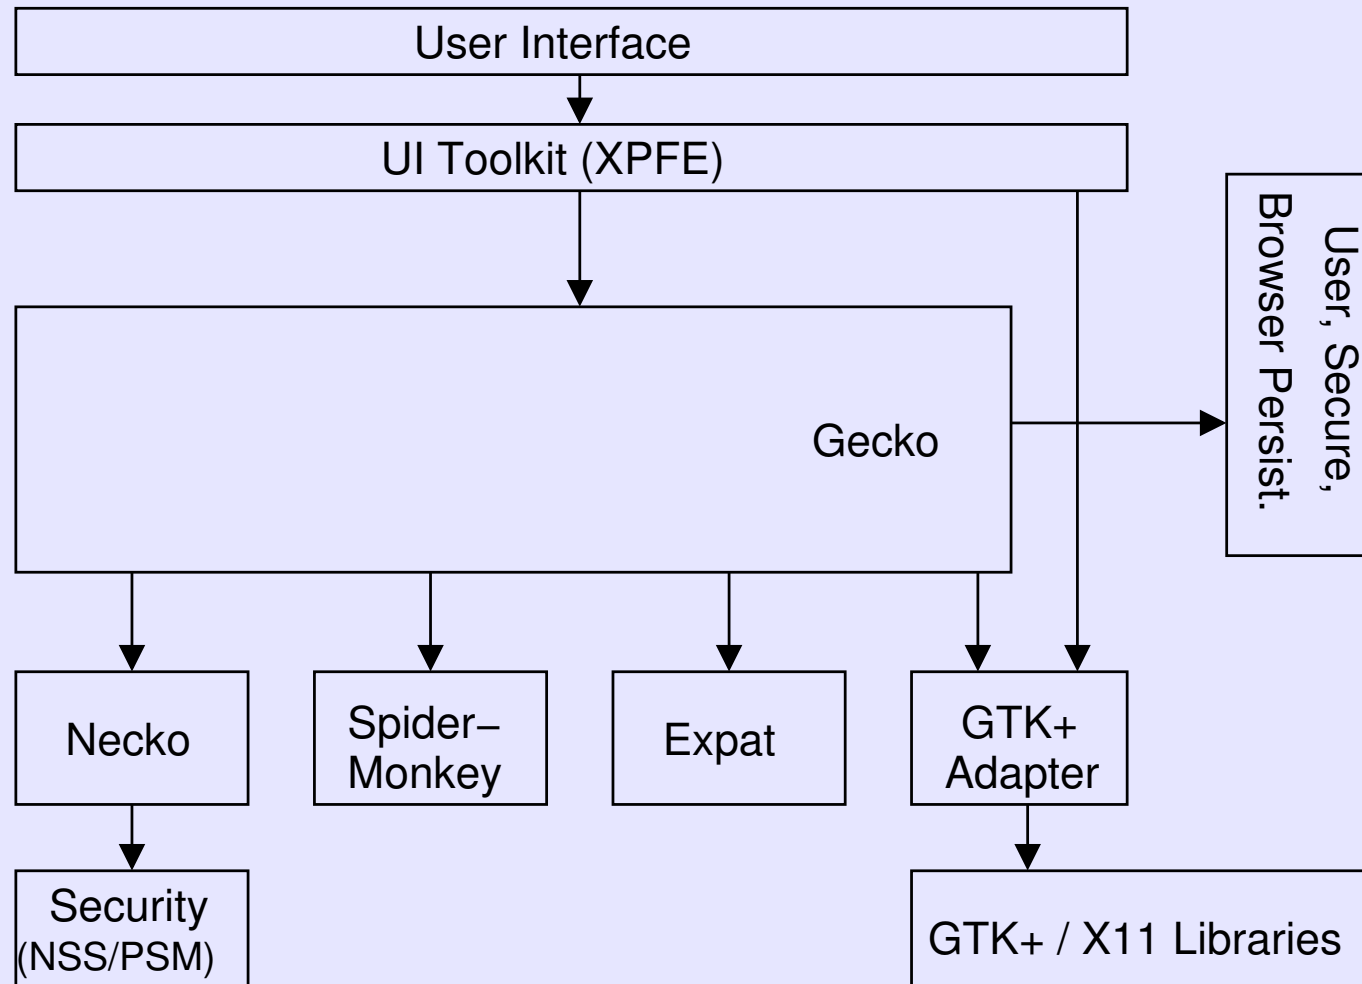 User Interface
UI Toolkit (XPFE)
User, Secure,
Browser Persist.
Gecko
Necko
Spider–
Monkey
Expat
GTK+
Adapter
Security
(NSS/PSM)
GTK+ / X11 Libraries